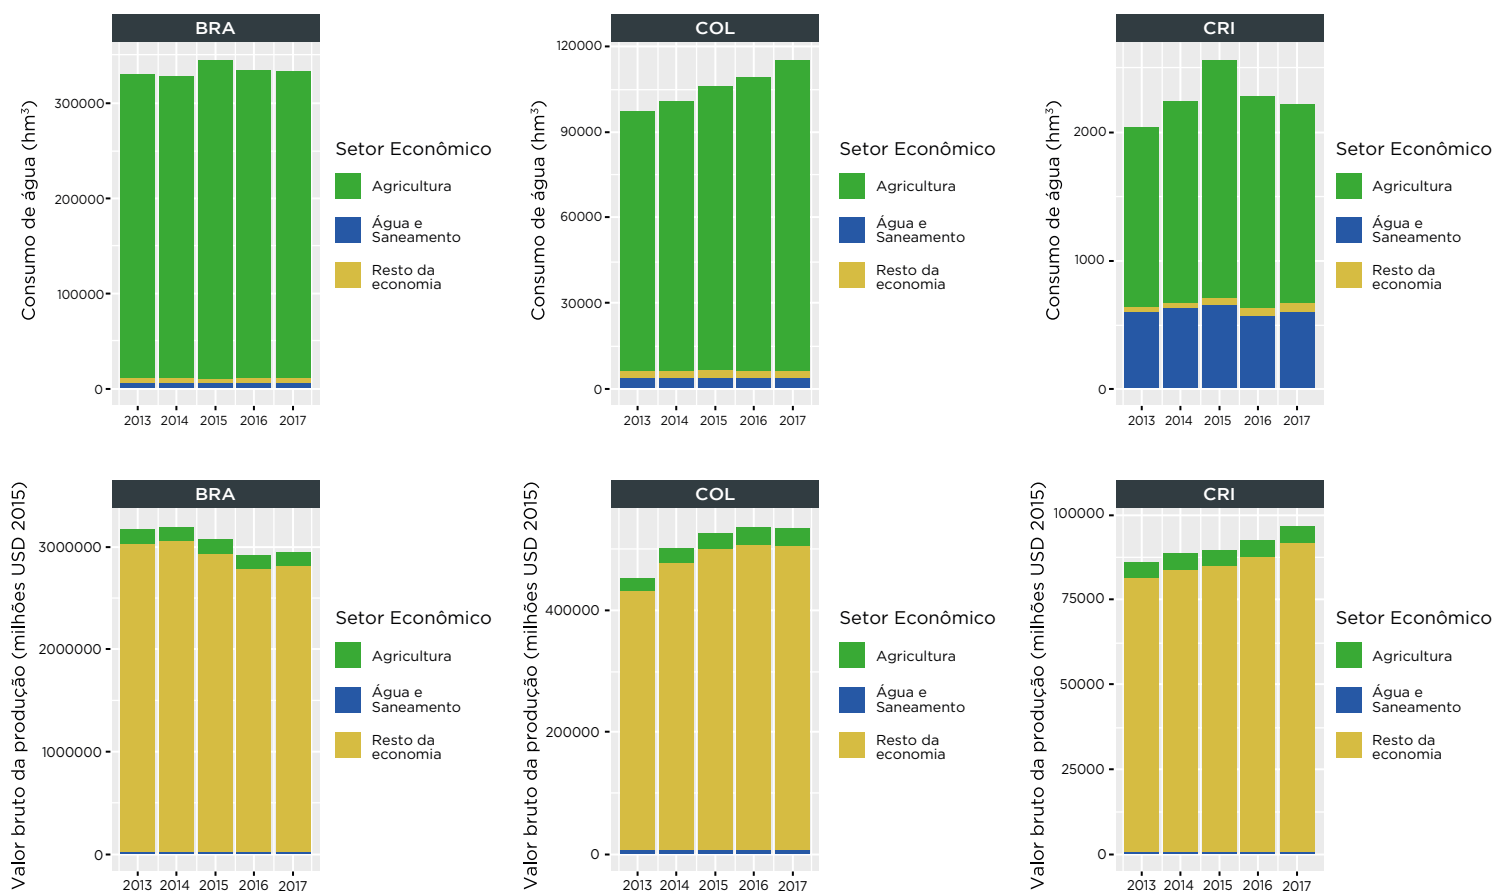 BRA
Consumo de água (hm³)
300000
200000
100000
0
2013 2014 2015 2016 2017
Setor Econômico
Agricultura
Água e
Saneamento
Resto da
economia
COL
Consumo de água (hm³)
120000
90000
60000
30000
0
2013 2014 2015 2016 2017
Setor Econômico
Agricultura
Água e
Saneamento
Resto da
economia
CRI
Consumo de água (hm³)
2000
1000
0
2013 2014 2015 2016 2017
Setor Econômico
Agricultura
Água e
Saneamento
Resto da
economia
BRA
Valor bruto da produção (milhões USD 2015)
3000000
2000000
1000000
0
2013 2014 2015 2016 2017
Setor Econômico
Agricultura
Água e
Saneamento
Resto da
economia
COL
Valor bruto da produção (milhões USD 2015)
400000
200000
0
2013 2014 2015 2016 2017
Setor Econômico
Agricultura
Água e
Saneamento
Resto da
economia
CRI
Valor bruto da produção (milhões USD 2015)
100000
75000
50000
25000
0
2013 2014 2015 2016 2017
Setor Econômico
Agricultura
Água e
Saneamento
Resto da
economia